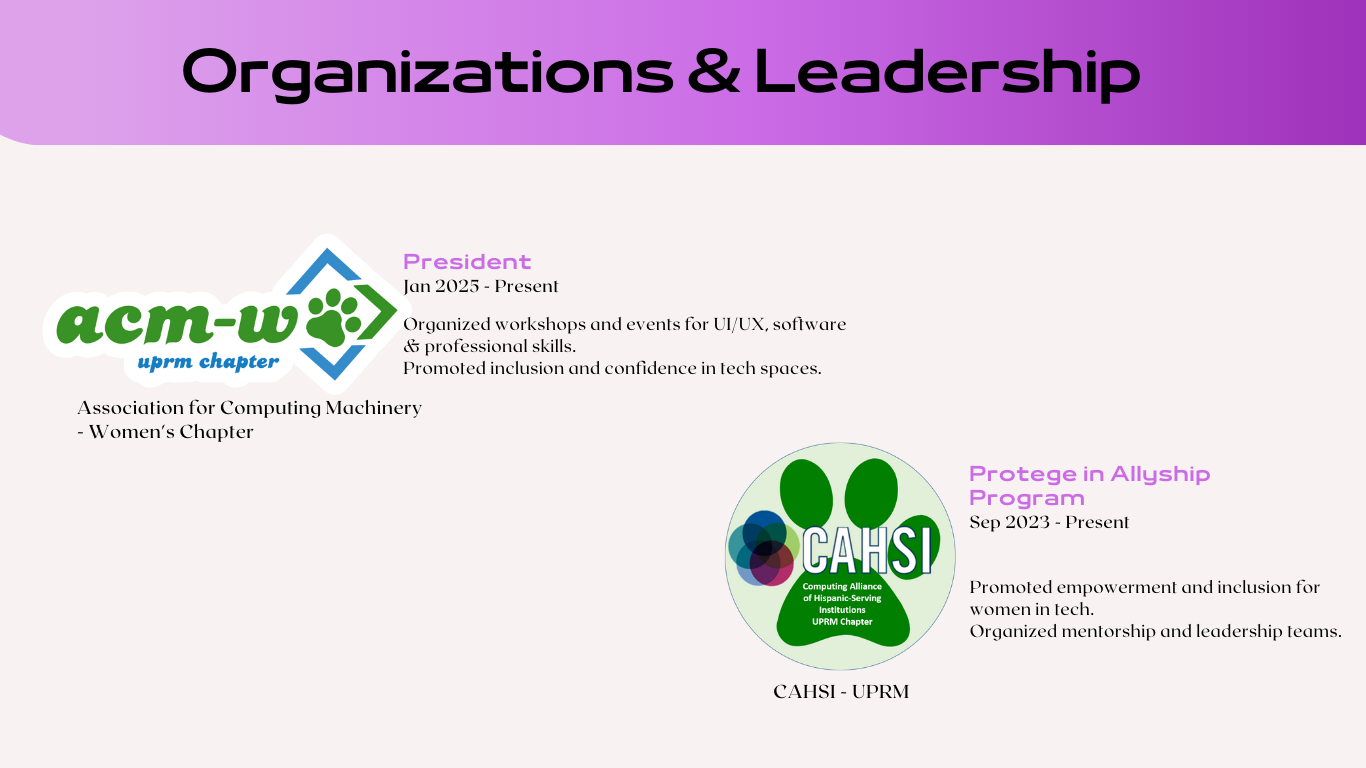 Organizations & Leadership
acm-w
uprm chapter
Association for Computing Machinery
- Women's Chapter
President
Jan 2025 - Present
Organized workshops and events for UI/UX, software
& professional skills.
Promoted inclusion and confidence in tech spaces.
CAHSI
Computing Alliance
of Hispanic-Serving
Institutions
UPRM Chapter
CAHSI - UPRM
Protege in Allyship
Program
Sep 2023 - Present
Promoted empowerment and inclusion for
women in tech.
Organized mentorship and leadership teams.